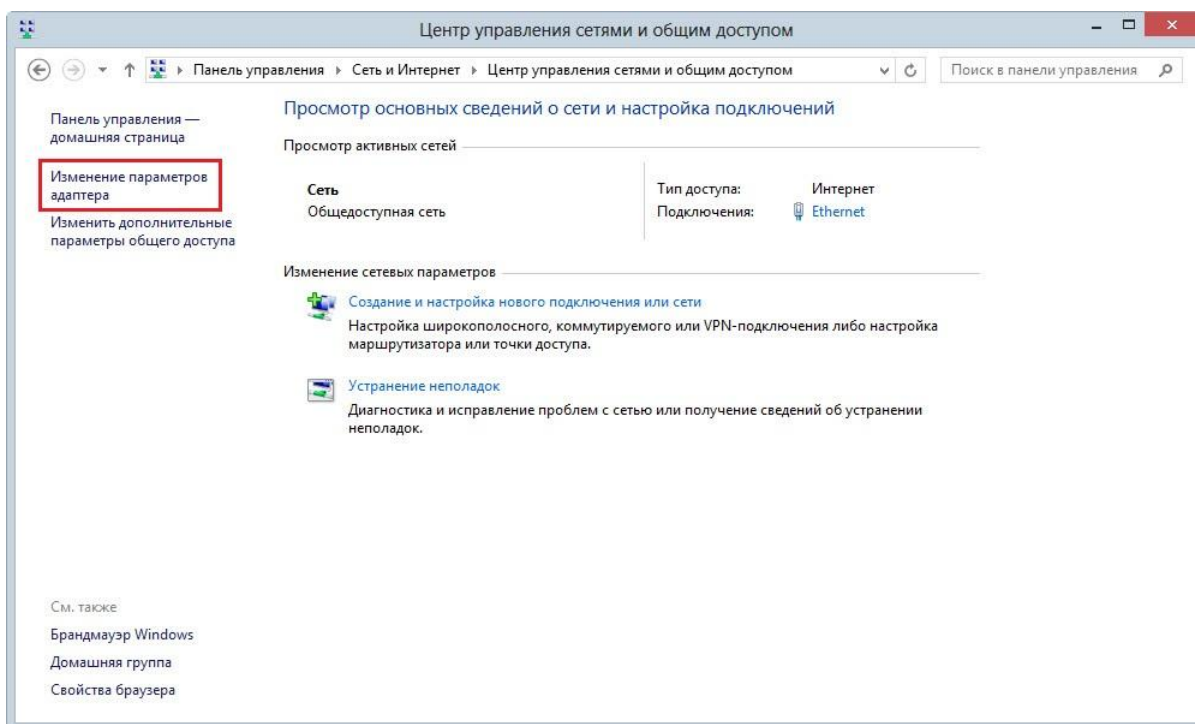 Центр управления сетями и общим доступом
Панель управления Сеть и Интернет Центр управления сетями и общим доступом
Поиск в панели управления
Панель управления —
домашняя страница
Изменение параметров
адаптера
Изменить дополнительные
параметры общего доступа
Просмотр основных сведений о сети и настройка подключений
Просмотр активных сетей
Сеть
Общедоступная сеть
Тип доступа: Интернет
Подключения: Ethernet
Изменение сетевых параметров
Создание и настройка нового подключения или сети
Настройка широкополосного, коммутируемого или VPN-подключения либо настройка
маршрутизатора или точки доступа.
Устранение неполадок
Диагностика и исправление проблем с сетью или получение сведений об устранении
неполадок.
См. также
Брандмауэр Windows
Домашняя группа
Свойства браузера